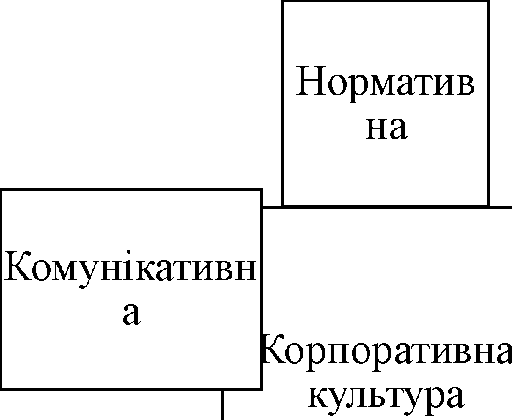 Норматив
на
Комунікативн
а
Корпоративна
культура